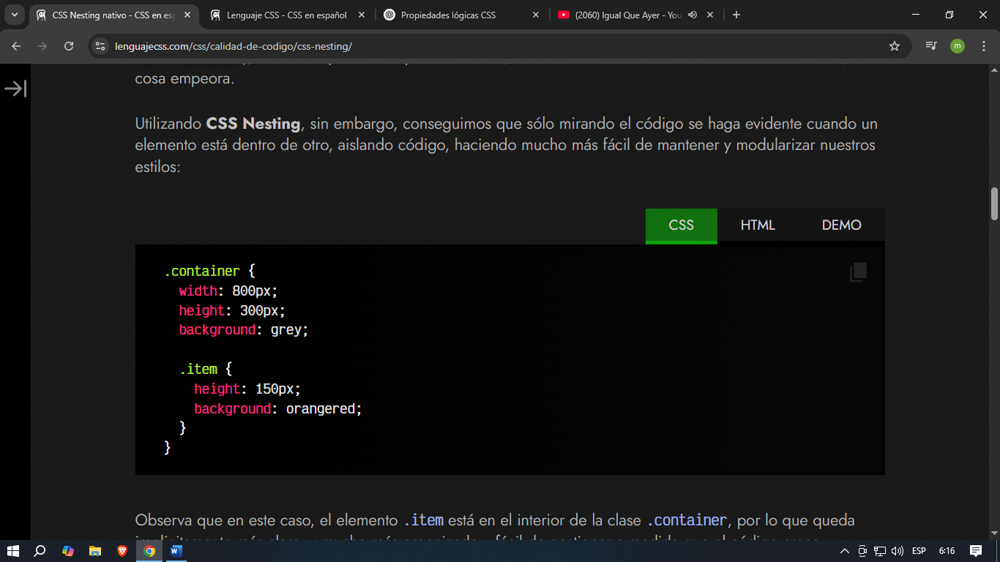 CSS Nesting nativo - CSS en es
Lenguaje CSS - CSS en español
Propiedades lógicas CSS
(2060) Igual Que Ayer - You
lenguajecss.com/css/calidad-de-codigo/css-nesting/
m
cosa empeora.
Utilizando CSS Nesting, sin embargo, conseguimos que sólo mirando el código se haga evidente cuando un
elemento está dentro de otro, aislando código, haciendo mucho más fácil de mantener y modularizar nuestros
estilos:
CSS HTML DEMO
.container {
width: 800px;
height: 300px;
background: grey;
.item {
height: 150px;
background: orangered;
}
}
Observa que en este caso, el elemento .item está en el interior de la clase .container, por lo que queda
ESP 6:16